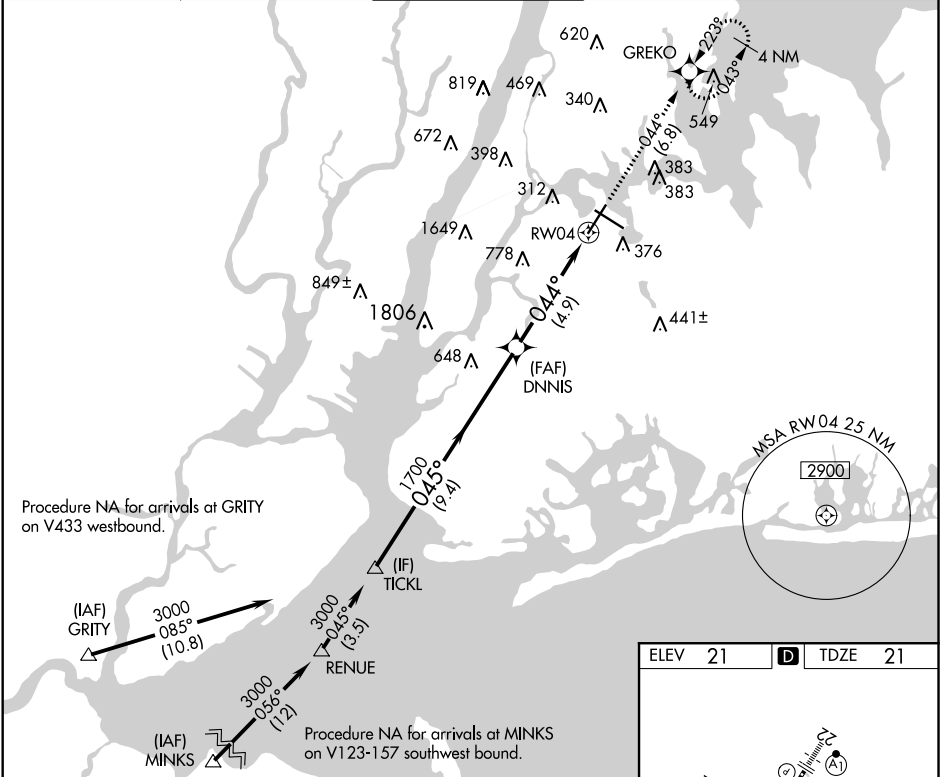 620
GREKO
223°
4 NM
043°
549
819
469
340
672
398
044°
(6.8)
383
383
312
1649
RW04
376
778
849±
1806
044°
(4.9)
441±
648
(FAF)
DNNIS
MSA RW04 25 NM
2900
1700
045°
(9.4)
Procedure NA for arrivals at GRITY
on V433 westbound.
(IF)
TICKL
(IAF)
GRITY
3000
085°
(10.8)
3000
045°
(3.5)
RENUE
3000
056°
(12)
(IAF)
MINKS
Procedure NA for arrivals at MINKS
on V123-157 southwest bound.
ELEV 21 D TDZE 21
22
A1